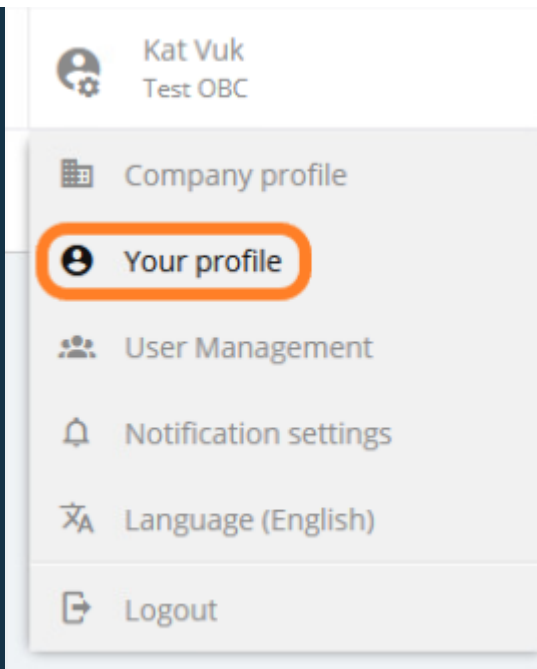 Kat Vuk
Test OBC
Company profile
Your profile
User Management
Notification settings
Language (English)
Logout